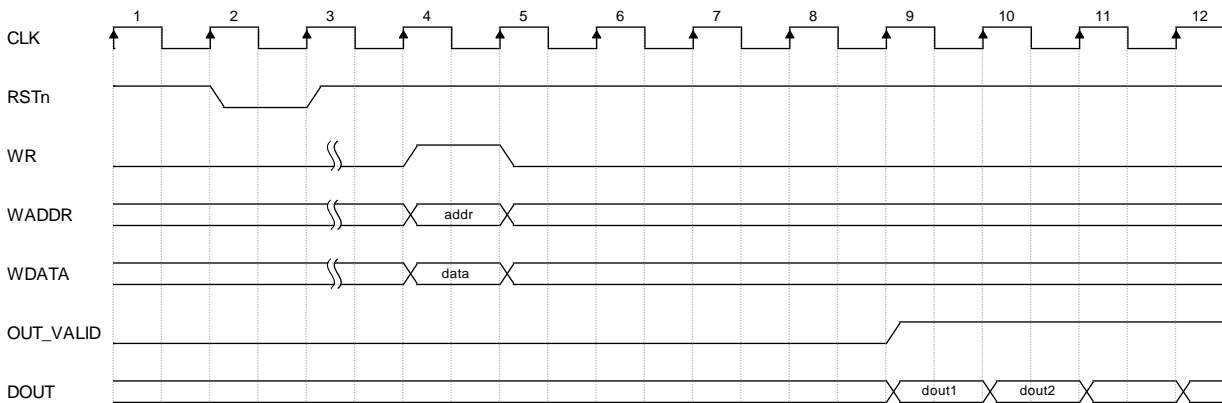 1 2 3 4 5 6 7 8 9 10 11 12
CLK
RSTn
WR
WADDR addr
WDATA data
OUT_VALID
DOUT dout1 dout2